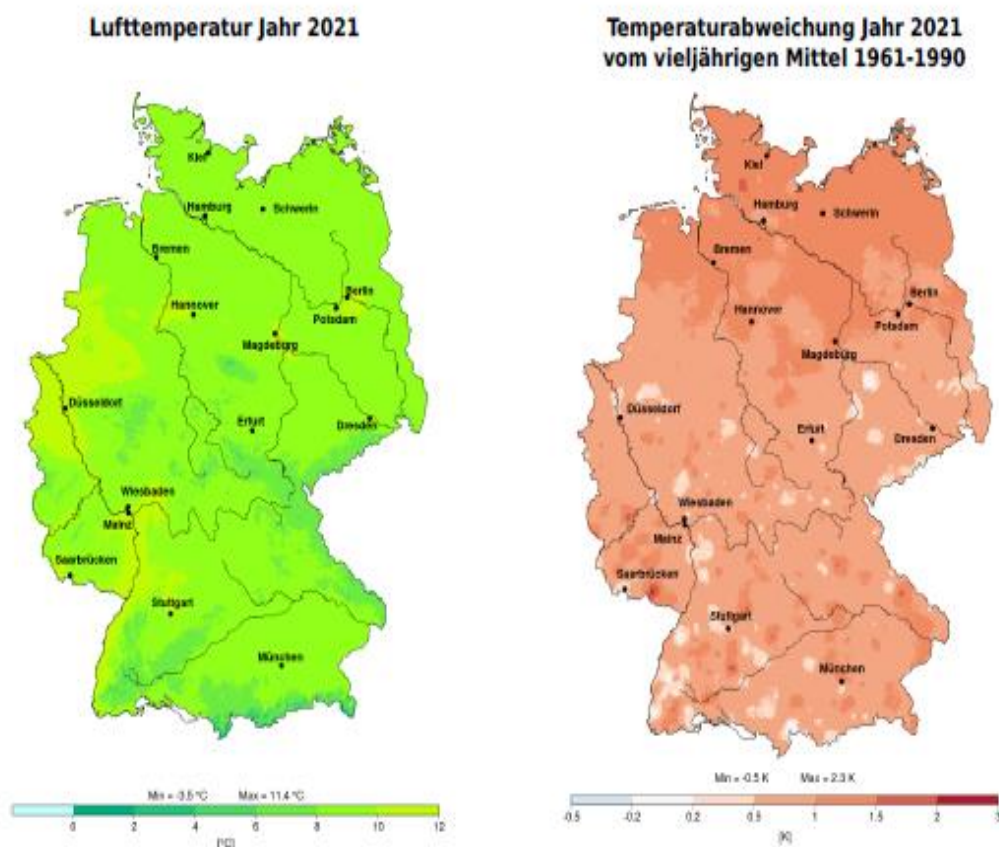 Lufttemperatur Jahr 2021
Kiel
Hamburg
Schwerin
Bremen
Hannover
Berlin
Potsdam
Magdeburg
Düsseldorf
Erfurt
Dresden
Wiesbaden
Mainz
Saarbrücken
Stuttgart
München
Min = -3.5 °C Max = 11.4 °C
0 2 4 6 8 10 12
[°C]
Temperaturabweichung Jahr 2021
vom vieljährigen Mittel 1961-1990
Kiel
Hamburg
Schwerin
Bremen
Berlin
Hannover
Potsdam
Magdeburg
Düsseldorf
Erfurt
Dresden
Wiesbaden
Mainz
Saarbrücken
Stuttgart
München
Min = -0.5 K Max = 2.3 K
-0.5 -0.2 0.2 0.5 1 1.5 2 3
[K]